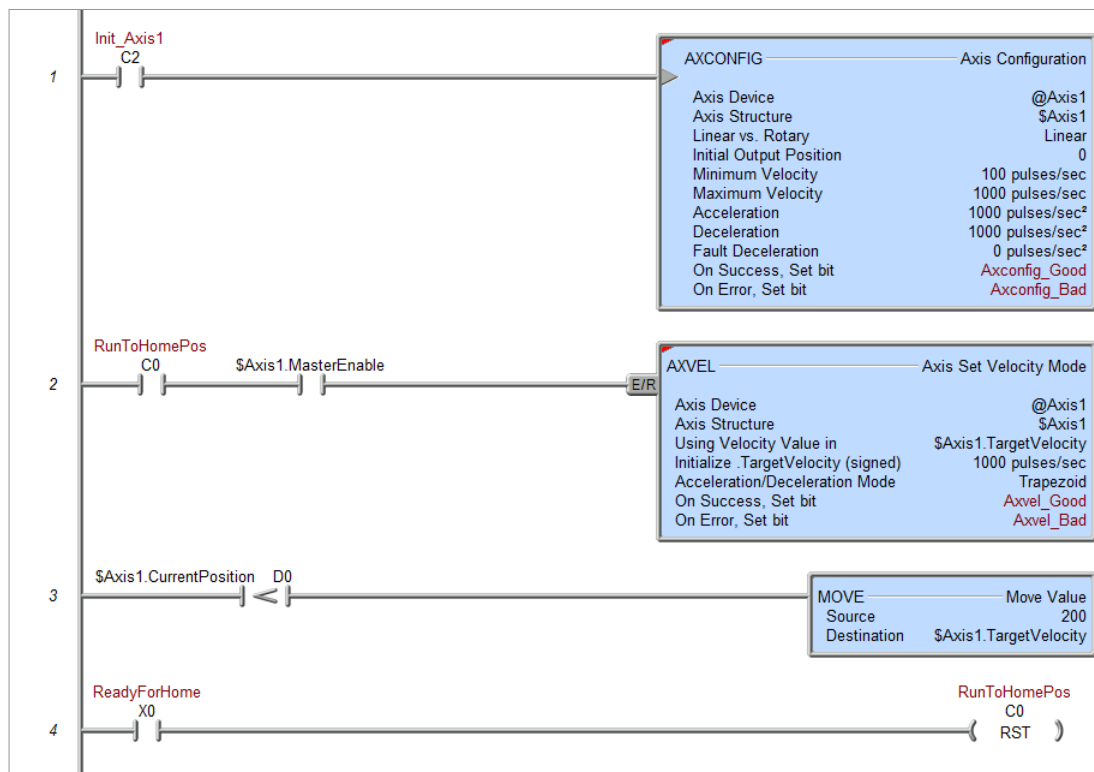 Init_Axis1
C2
1
AXCONFIG Axis Configuration
Axis Device @Axis1
Axis Structure $Axis1
Linear vs. Rotary Linear
Initial Output Position 0
Minimum Velocity 100 pulses/sec
Maximum Velocity 1000 pulses/sec
Acceleration 1000 pulses/sec²
Deceleration 1000 pulses/sec²
Fault Deceleration 0 pulses/sec²
On Success, Set bit Axconfig_Good
On Error, Set bit Axconfig_Bad
RunToHomePos
C0 $Axis1.MasterEnable
2
E/R
AXVEL Axis Set Velocity Mode
Axis Device @Axis1
Axis Structure $Axis1
Using Velocity Value in $Axis1.TargetVelocity
Initialize .TargetVelocity (signed) 1000 pulses/sec
Acceleration/Deceleration Mode Trapezoid
On Success, Set bit Axvel_Good
On Error, Set bit Axvel_Bad
$Axis1.CurrentPosition D0
3 <
MOVE Move Value
Source 200
Destination $Axis1.TargetVelocity
ReadyForHome RunToHomePos
X0 C0
4 RST